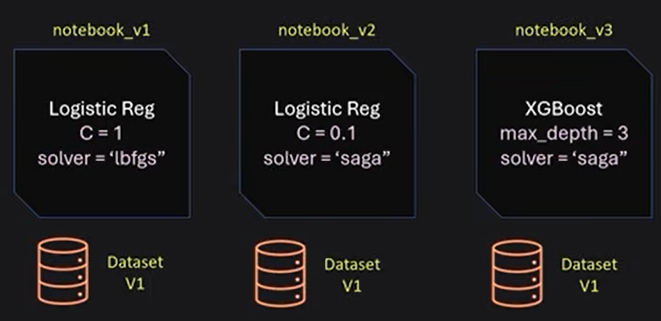 notebook_v1
notebook_v2
notebook_v3
Logistic Reg
C = 1
solver = ‘lbfgs”
Logistic Reg
C = 0.1
solver = ‘saga”
XGBoost
max_depth = 3
solver = ‘saga”
Dataset
V1
Dataset
V1
Dataset
V1